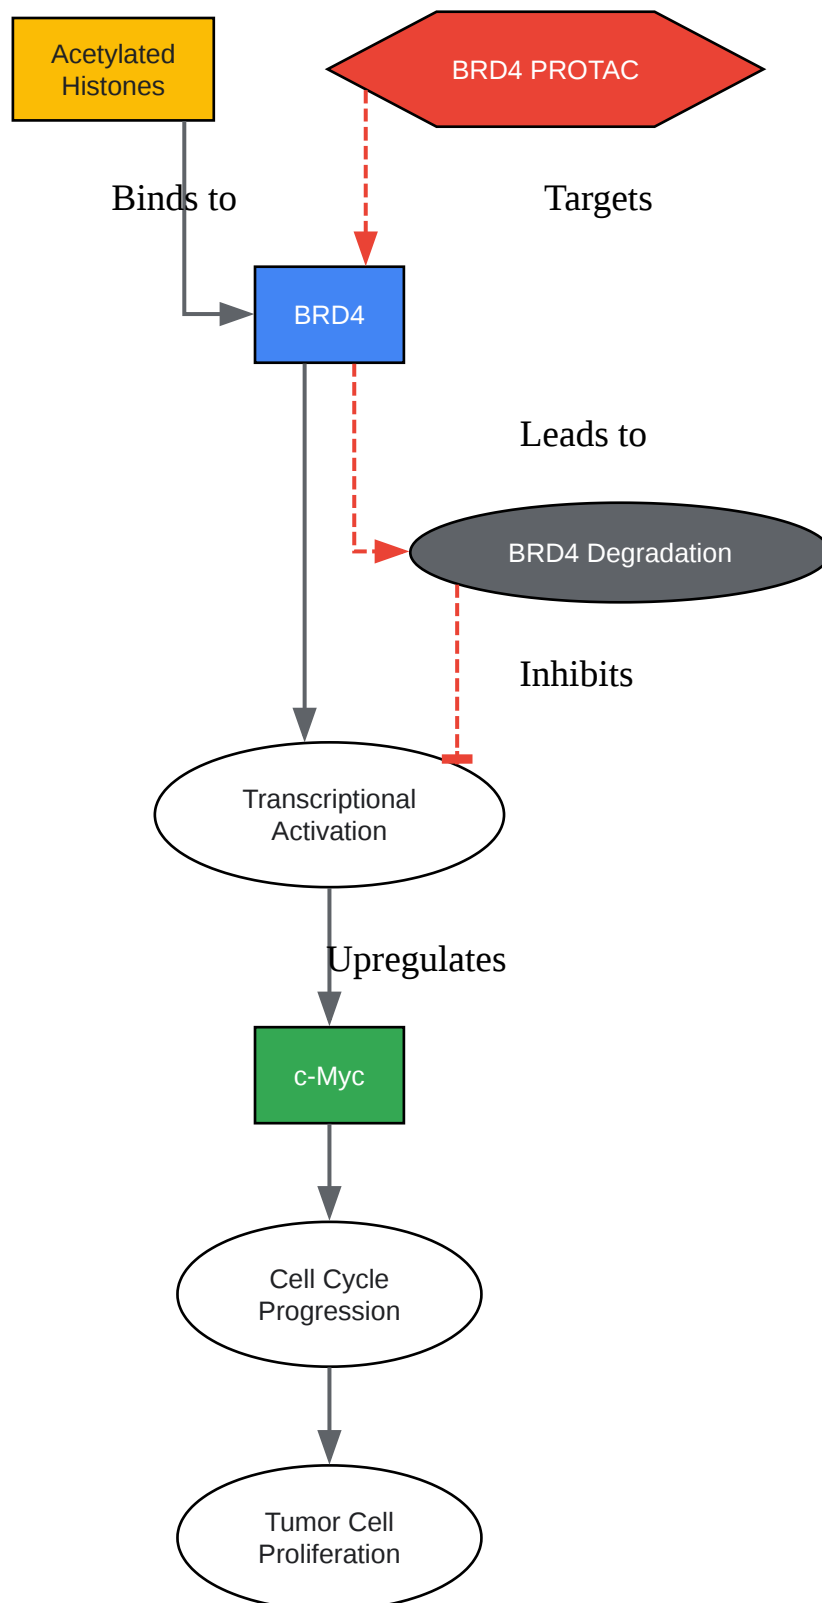 Acetylated
Histones
BRD4 PROTAC
Binds to
Targets
BRD4
Leads to
BRD4 Degradation
Inhibits
Transcriptional
Activation
Upregulates
c-Myc
Cell Cycle
Progression
Tumor Cell
Proliferation